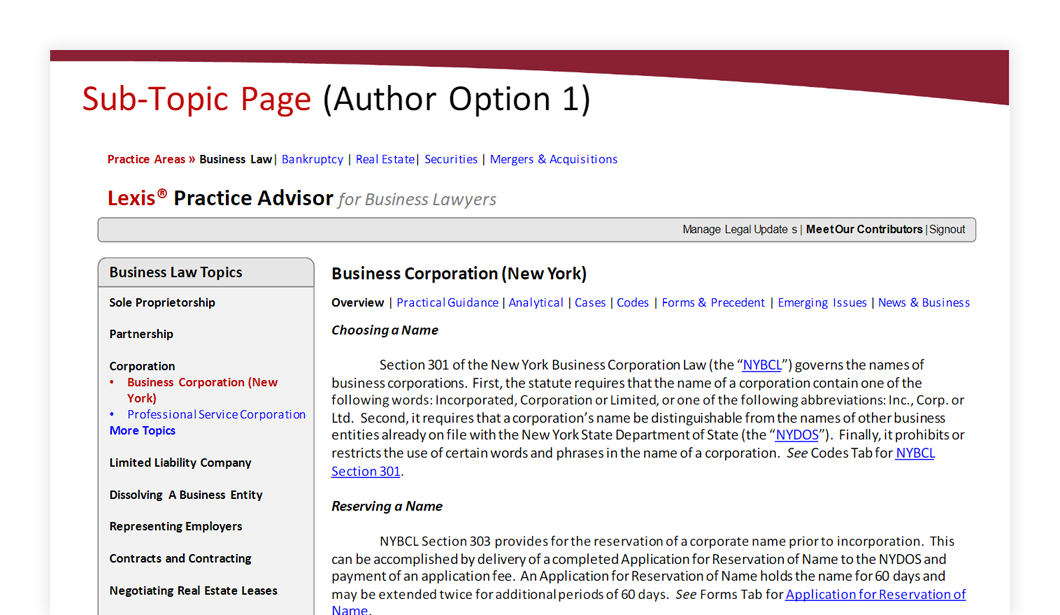 Sub-Topic Page (Author Option 1)
Practice Areas » Business Law| Bankruptcy | Real Estate| Securities | Mergers & Acquisitions
Lexis® Practice Advisor for Business Lawyers
Manage Legal Update s | MeetOur Contributors |Signout
Business Law Topics
Sole Proprietorship
Partnership
Corporation
• Business Corporation (New
York)
• Professional Service Corporation
More Topics
Limited Liability Company
Dissolving A Business Entity
Representing Employers
Contracts and Contracting
Negotiating Real Estate Leases
Business Corporation (New York)
Overview | Practical Guidance | Analytical | Cases | Codes | Forms & Precedent | Emerging Issues | News & Business
Choosing a Name
Section 301 of the New York Business Corporation Law (the “NYBCL”) governs the names of
business corporations. First, the statute requires that the name of a corporation contain one of the
following words: Incorporated, Corporation or Limited, or one of the following abbreviations: Inc., Corp. or
Ltd. Second, it requires that a corporation’s name be distinguishable from the names of other business
entities already on file with the New York State Department of State (the “NYDOS”). Finally, it prohibits or
restricts the use of certain words and phrases in the name of a corporation. See Codes Tab for NYBCL
Section 301.
Reserving a Name
NYBCL Section 303 provides for the reservation of a corporate name prior to incorporation. This
can be accomplished by delivery of a completed Application for Reservation of Name to the NYDOS and
payment of an application fee. An Application for Reservation of Name holds the name for 60 days and
may be extended twice for additional periods of 60 days. See Forms Tab for Application for Reservation of
Name.